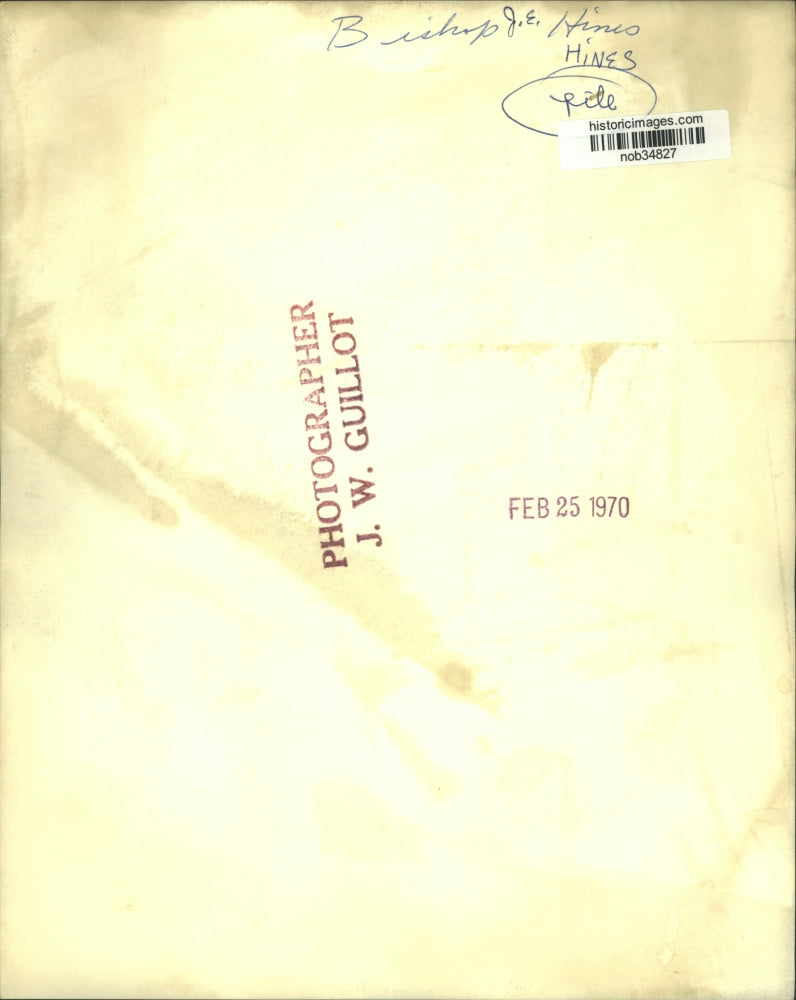 Bishop J.E. Hines
HINES
file
historicimages.com
nob34827
PHOTOGRAPHER
J. W. GUILLOT
FEB 25 1970